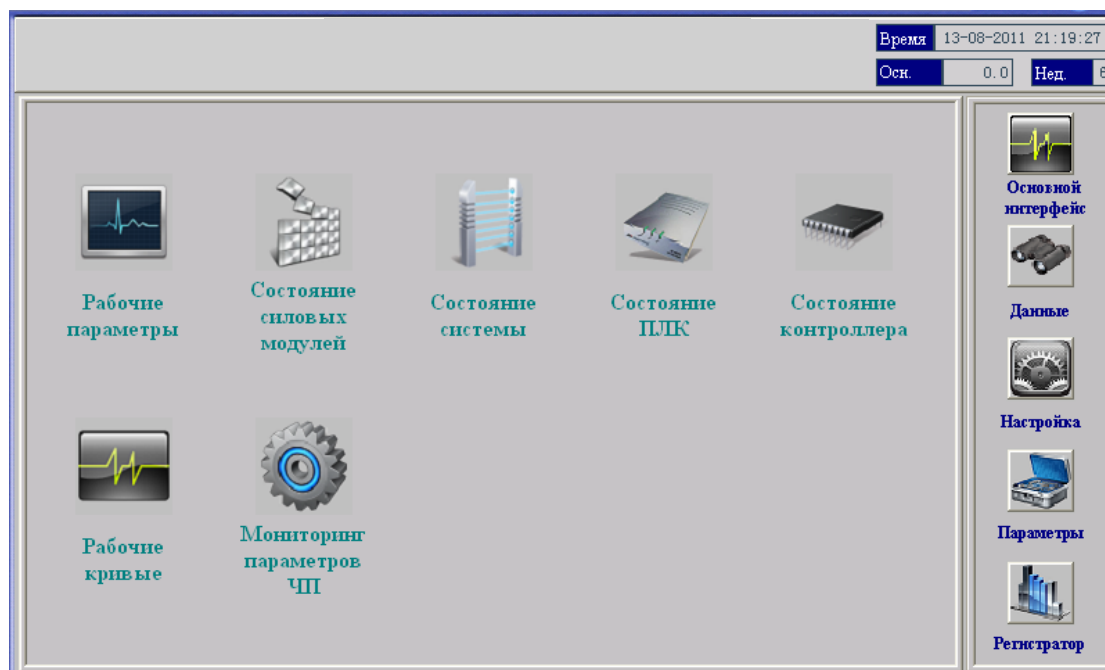 Время 13-08-2011 21:19:27
Осн. 0.0 Нед.
Рабочие
параметры
Состояние
силовых
модулей
Состояние
системы
Состояние
ПЛК
Состояние
контроллера
Рабочие
кривые
Мониторинг
параметров
ЧП
Основной
интерфейс
Данные
Настройка
Параметры
Регистратор